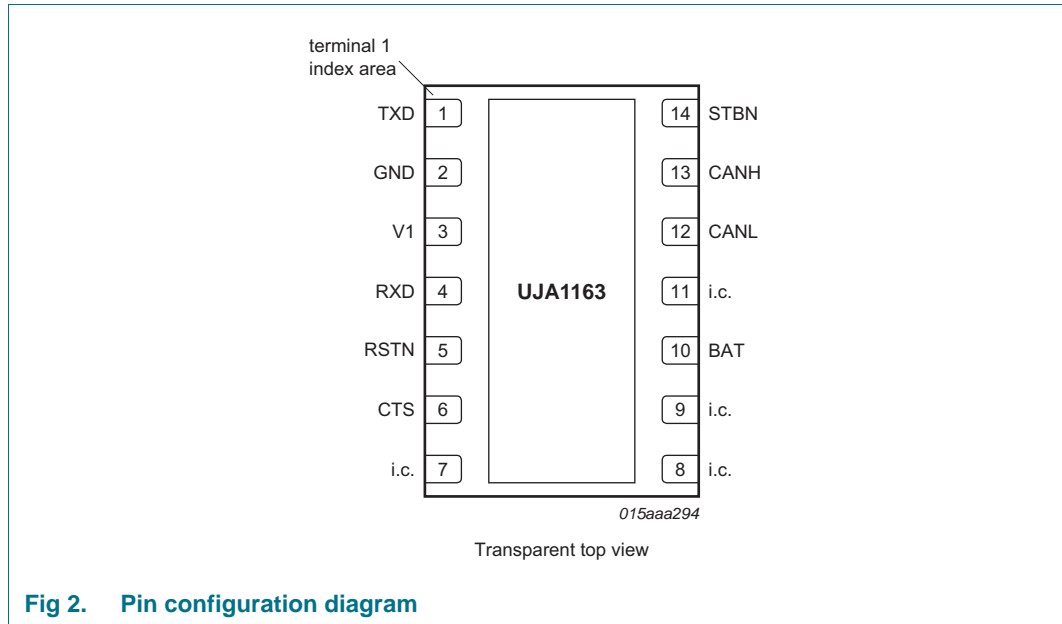 terminal 1
index area
TXD 1
GND 2
V1 3
RXD 4
RSTN 5
CTS 6
i.c. 7
UJA1163
14 STBN
13 CANH
12 CANL
11 i.c.
10 BAT
9 i.c.
8 i.c.
015aaa294
Transparent top view
Fig 2. Pin configuration diagram